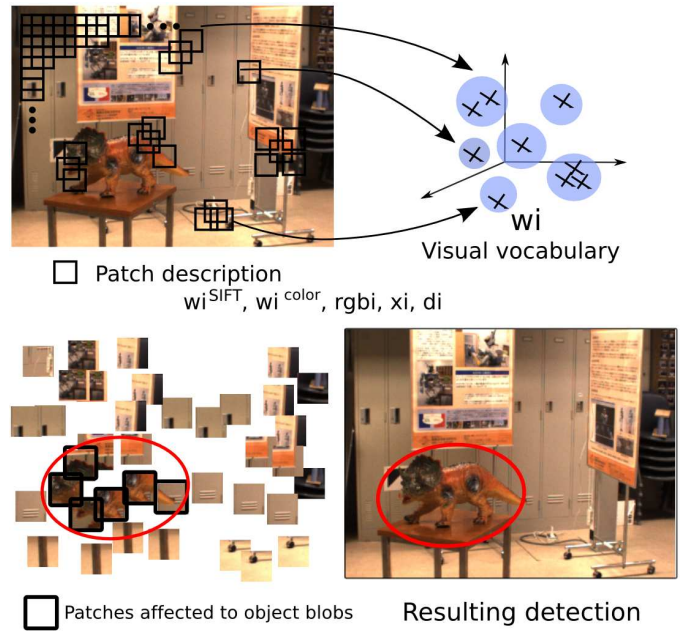 wi
Visual vocabulary
Patch description
wi^SIFT, wi^color, rgbi, xi, di
Patches affected to object blobs
Resulting detection